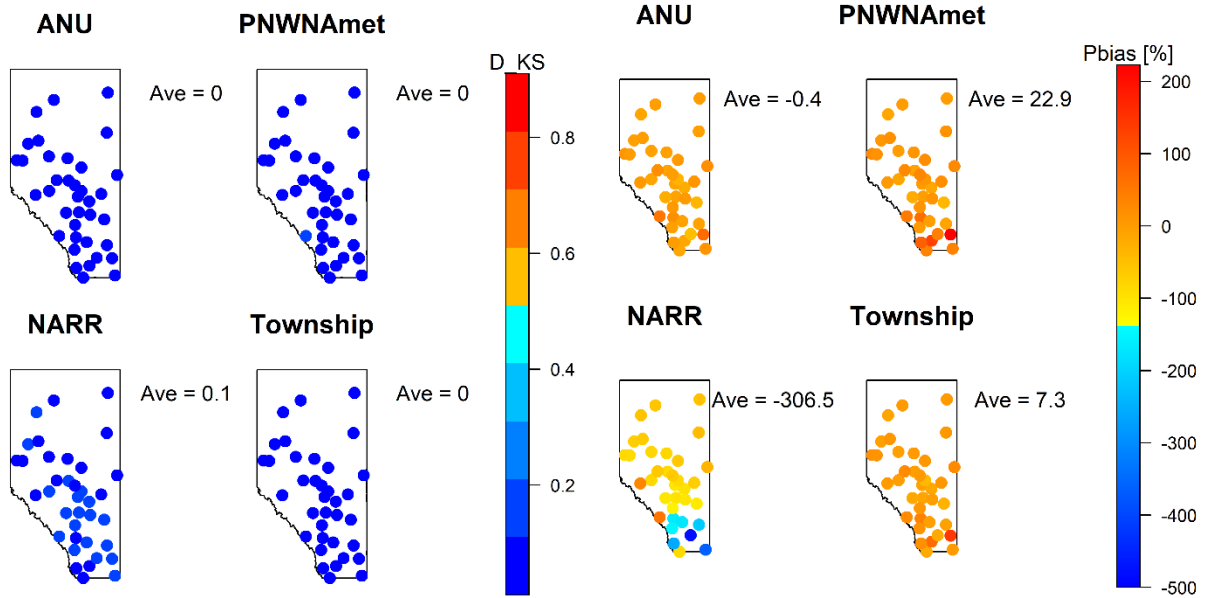 ANU
PNWNAmet
Ave = 0
Ave = 0
NARR
Township
Ave = 0.1
Ave = 0
D_KS
0.8
0.6
0.4
0.2
ANU
PNWNAmet
Ave = -0.4
Ave = 22.9
NARR
Township
Ave = -306.5
Ave = 7.3
Pbias [%]
200
100
0
-100
-200
-300
-400
-500